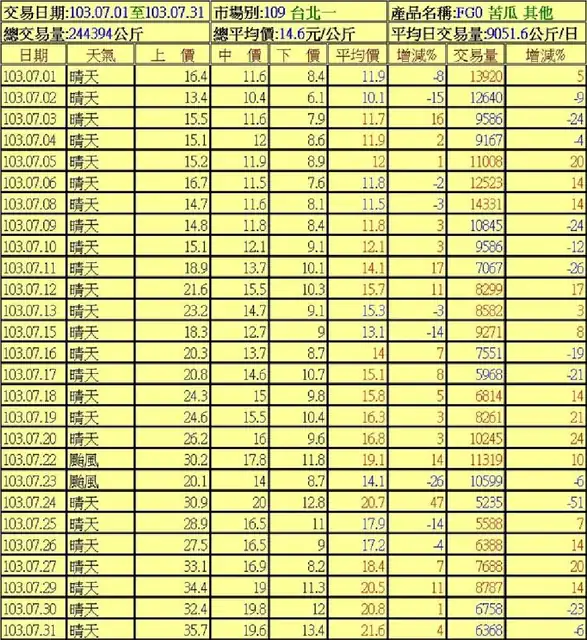 交易日期:103.07.01至103.07.31 市場別:109 台北一 產品名稱:FG0 苦瓜 其他
總交易量:244394公斤 總平均價:14.6元/公斤 平均日交易量:9051.6公斤/日
日期 天氣 上 價 中 價 下 價 平均價 增減% 交易量 增減%
103.07.01 晴天 16.4 11.6 8.4 11.9 -8 13920 5
103.07.02 晴天 13.4 10.4 6.1 10.1 -15 12640 -9
103.07.03 晴天 15.5 11.6 7.9 11.7 16 9586 -24
103.07.04 晴天 15.1 12 8.6 11.9 2 9167 -4
103.07.05 晴天 15.2 11.9 8.9 12 1 11008 20
103.07.06 晴天 16.7 11.5 7.6 11.8 -2 12523 14
103.07.08 晴天 14.7 11.6 8.1 11.5 -3 14331 14
103.07.09 晴天 14.8 11.8 8.4 11.8 3 10845 -24
103.07.10 晴天 15.1 12.1 9.1 12.1 3 9586 -12
103.07.11 晴天 18.9 13.7 10.1 14.1 17 7067 -26
103.07.12 晴天 21.6 15.5 10.3 15.7 11 8299 17
103.07.13 晴天 23.2 14.7 9.1 15.3 -3 8582 3
103.07.15 晴天 18.3 12.7 9 13.1 -14 9271 8
103.07.16 晴天 20.3 13.7 8.7 14 7 7551 -19
103.07.17 晴天 20.8 14.6 10.7 15.1 8 5968 -21
103.07.18 晴天 24.3 15 9.8 15.8 5 6814 14
103.07.19 晴天 24.6 15.5 10.4 16.3 3 8261 21
103.07.20 晴天 26.2 16 9.6 16.8 3 10245 24
103.07.22 颱風 30.2 17.8 11.8 19.1 14 11319 10
103.07.23 颱風 20.1 14 8.7 14.1 -26 10599 -6
103.07.24 晴天 30.9 20 12.8 20.7 47 5235 -51
103.07.25 晴天 28.9 16.5 11 17.9 -14 5588 7
103.07.26 晴天 27.5 16.5 9 17.2 -4 6388 14
103.07.27 晴天 33.1 16.9 8.2 18.4 7 7688 20
103.07.29 晴天 34.4 19 11.3 20.5 11 8787 14
103.07.30 晴天 32.4 19.8 12 20.8 1 6758 -23
103.07.31 晴天 35.7 19.6 13.4 21.6 4 6368 -6